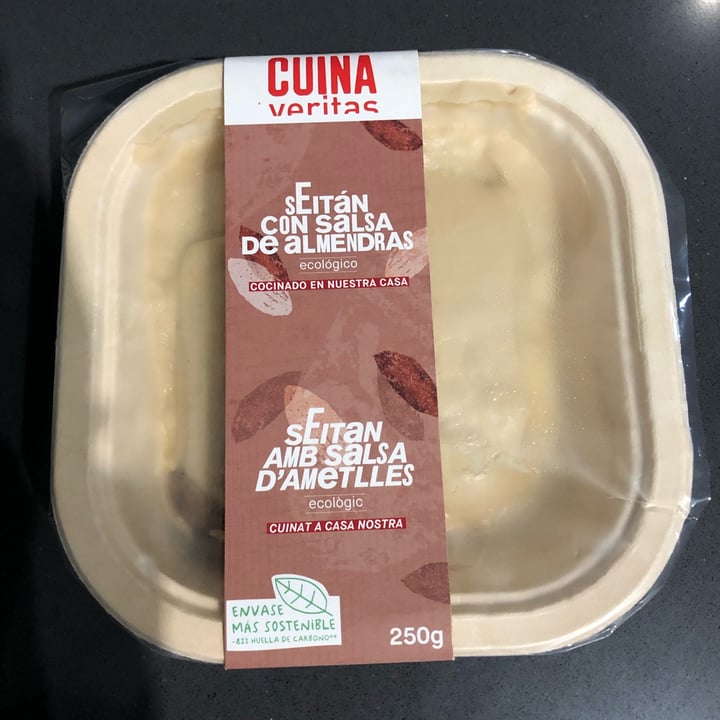 CUINA
veritas
SEITÁN
CON SALSA
DE ALMENDRAS
ecológico
COCINADO EN NUESTRA CASA
SEITAN
AMB SALSA
D'AMETLLES
ecològic
CUINAT A CASA NOSTRA
ENVASE
MÁS SOSTENIBLE
-82% HUELLA DE CARBONO**
250g